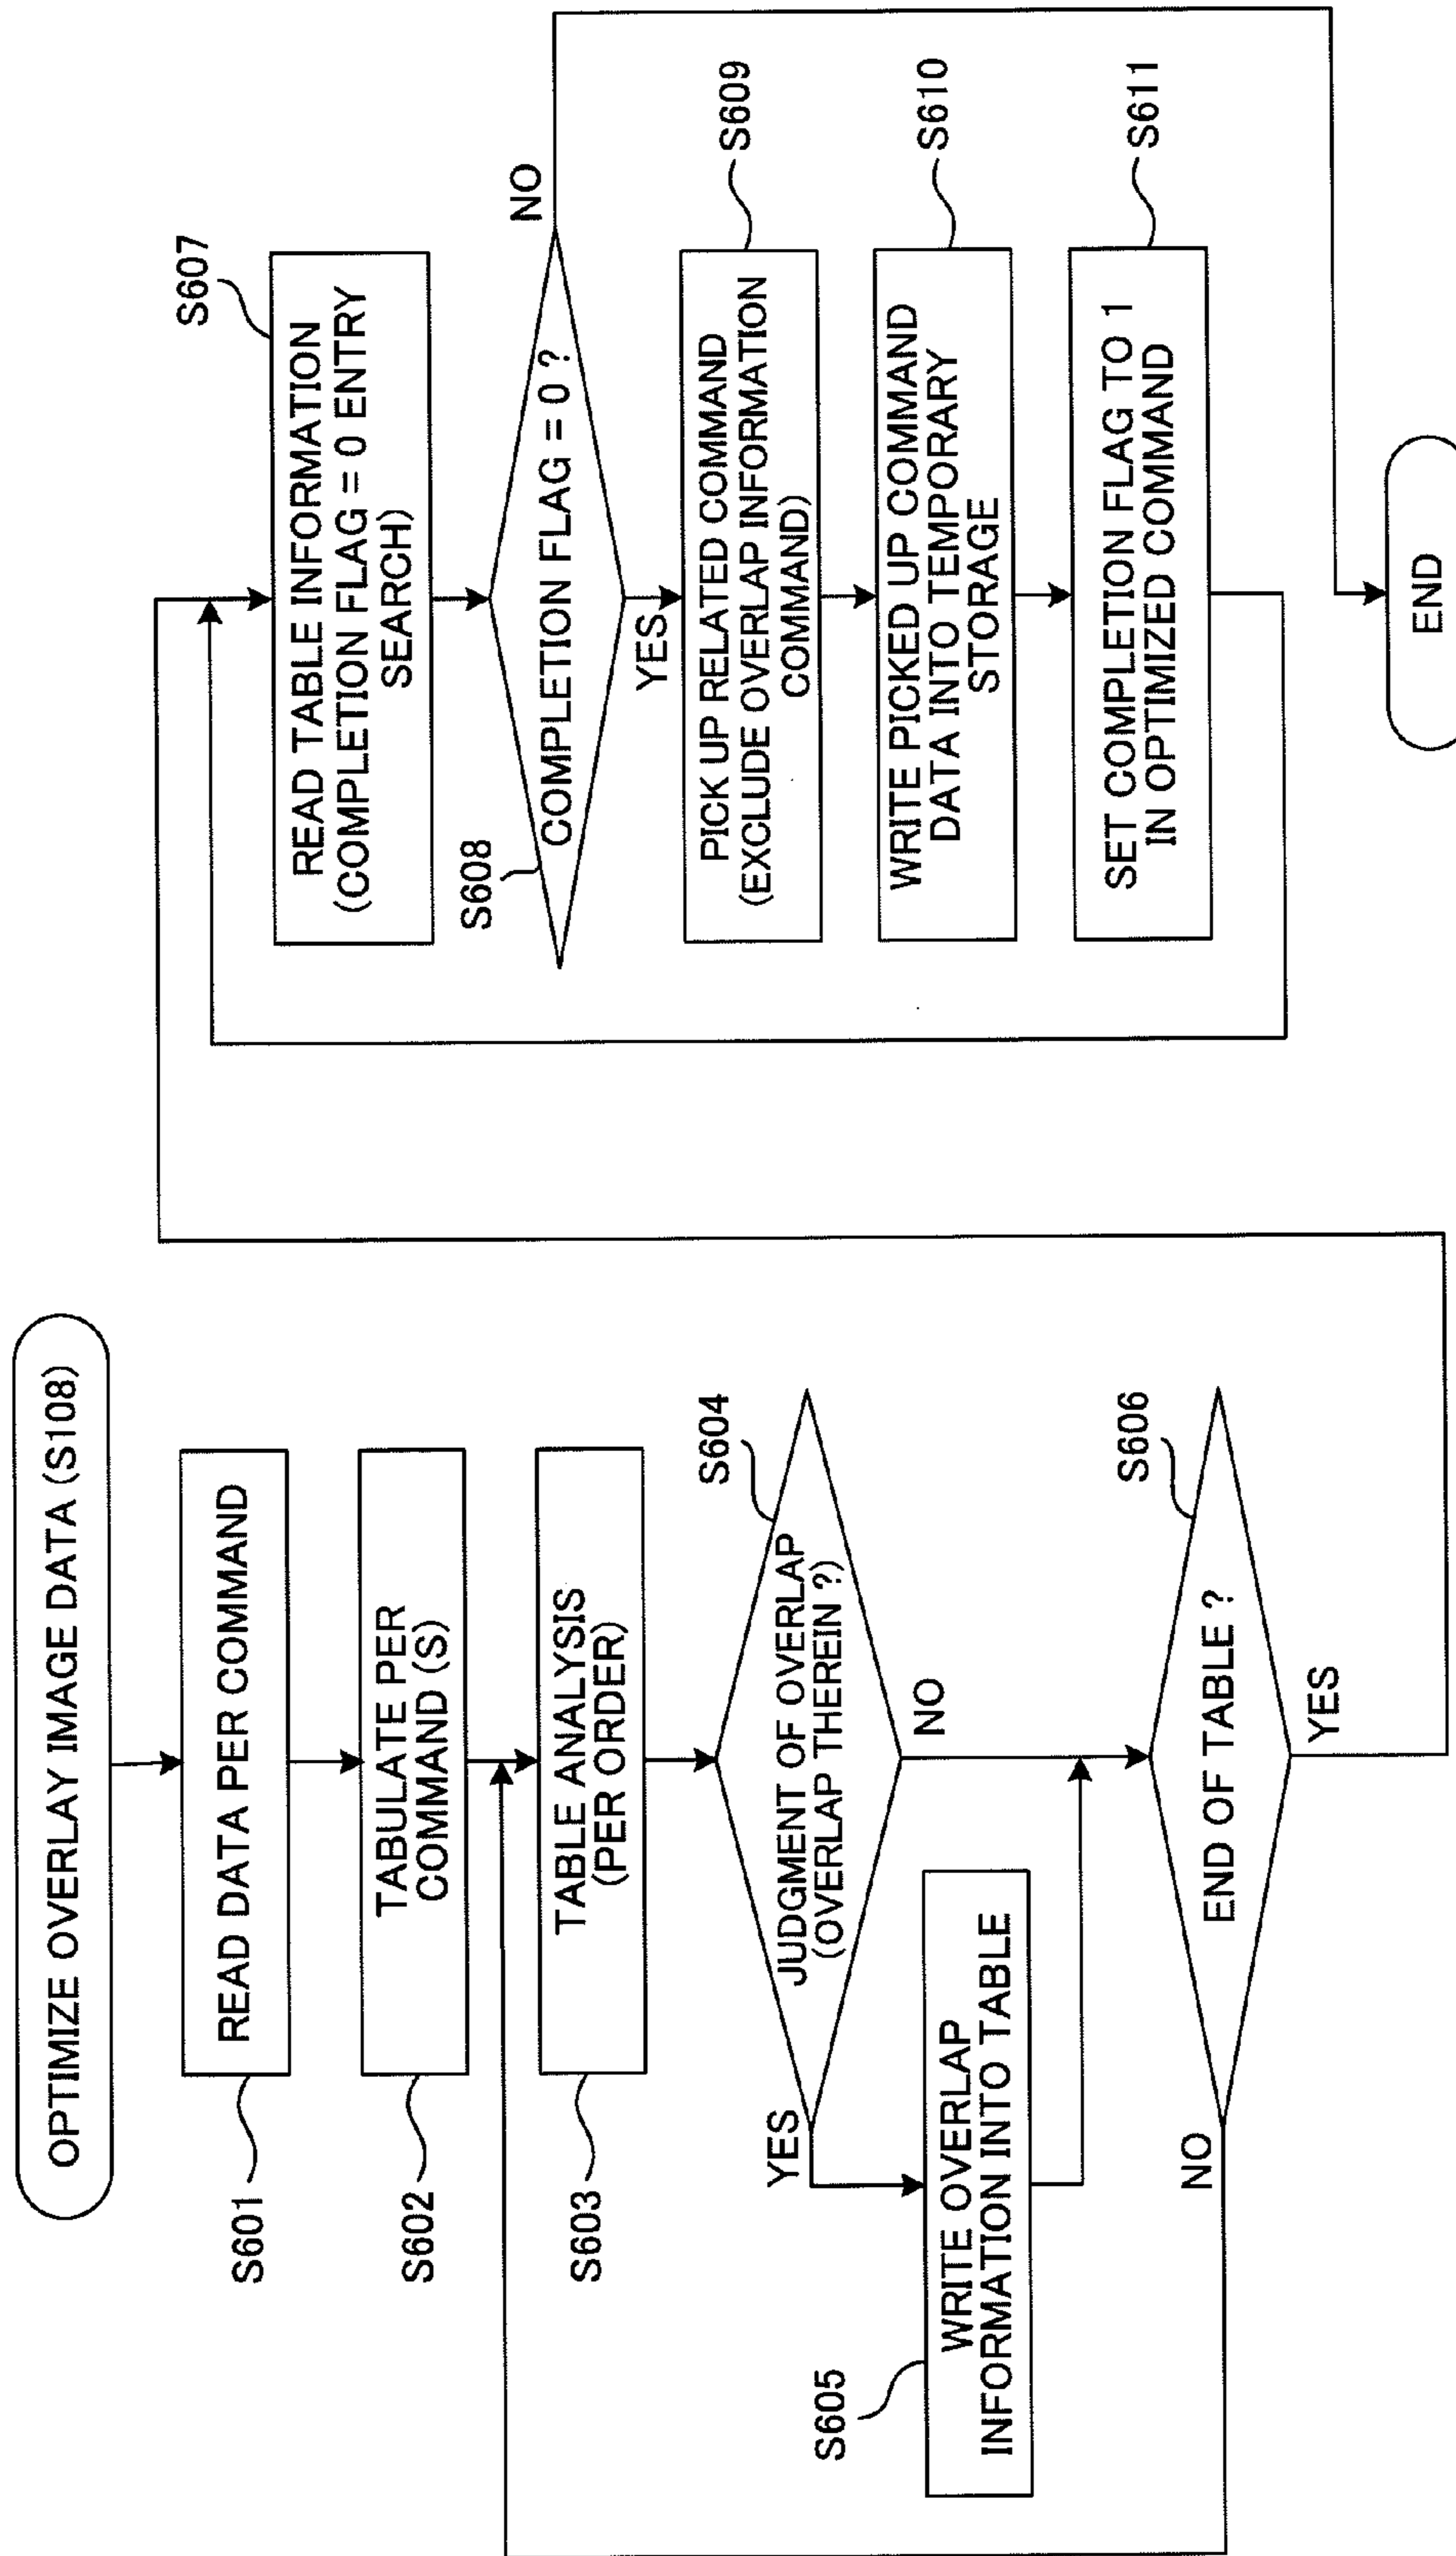 OPTIMIZE OVERLAY IMAGE DATA (S108)
S601
READ DATA PER COMMAND
S602
TABULATE PER
COMMAND (S)
S603
TABLE ANALYSIS
(PER ORDER)
S604
JUDGMENT OF OVERLAP
(OVERLAP THEREIN ?)
YES
NO
S605
WRITE OVERLAP
INFORMATION INTO TABLE
S606
END OF TABLE ?
NO
YES
S607
READ TABLE INFORMATION
(COMPLETION FLAG = 0 ENTRY
SEARCH)
S608
COMPLETION FLAG = 0 ?
NO
YES
S609
PICK UP RELATED COMMAND
(EXCLUDE OVERLAP INFORMATION
COMMAND)
S610
WRITE PICKED UP COMMAND
DATA INTO TEMPORARY
STORAGE
S611
SET COMPLETION FLAG TO 1
IN OPTIMIZED COMMAND
END